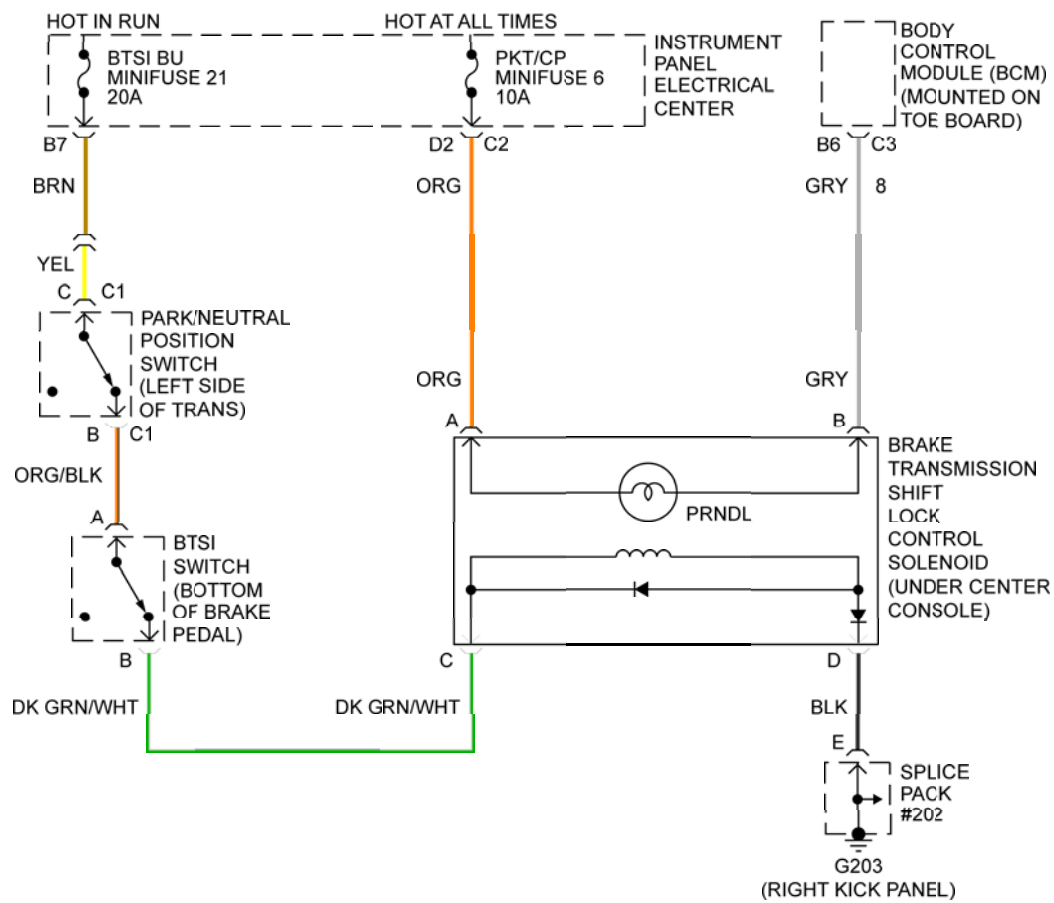 HOT IN RUN
HOT AT ALL TIMES
BTSI BU
MINIFUSE 21
20A
PKT/CP
MINIFUSE 6
10A
INSTRUMENT
PANEL
ELECTRICAL
CENTER
BODY
CONTROL
MODULE (BCM)
(MOUNTED ON
TOE BOARD)
B7
D2 C2
B6 C3
BRN
ORG
GRY 8
YEL
C C1
PARK/NEUTRAL
POSITION
SWITCH
(LEFT SIDE
OF TRANS)
ORG
GRY
B C1
A
B
ORG/BLK
BRAKE
TRANSMISSION
SHIFT
LOCK
CONTROL
SOLENOID
(UNDER CENTER
CONSOLE)
PRNDL
A
BTSI
SWITCH
(BOTTOM
OF BRAKE
PEDAL)
B
C
D
DK GRN/WHT
DK GRN/WHT
BLK
E
SPLICE
PACK
#202
G203
(RIGHT KICK PANEL)